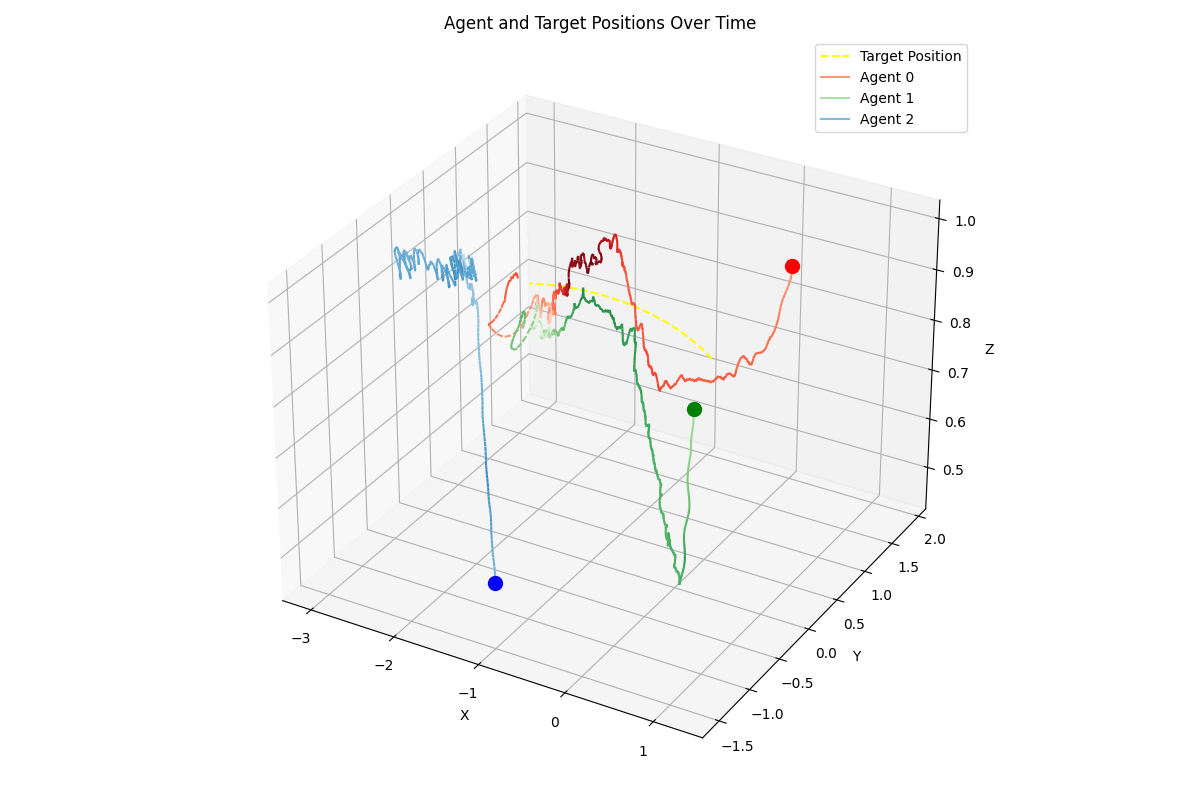 Agent and Target Positions Over Time
Target Position
Agent 0
Agent 1
Agent 2
1.0
0.9
0.8
0.7
0.6
0.5
Z
2.0
1.5
1.0
0.5
0.0
−0.5
−1.0
−1.5
Y
−3
−2
−1
0
1
X